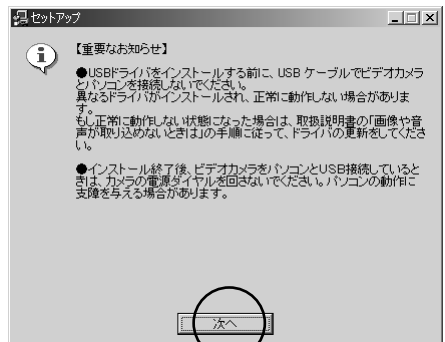 セットアップ
【重要なお知らせ】
●USBドライバをインストールする前に、USB ケーブルでビデオカメラ
とパソコンを接続しないでください。
異なるドライバがインストールされ、正常に動作しない場合がありま
す。
もし正常に動作しない状態になった場合は、取扱説明書の「画像や音
声が取り込めないときは」の手順に従って、ドライバの更新をしてくださ
い。
●インストール終了後、ビデオカメラをパソコンとUSB接続していると
きは、カメラの電源ダイヤルを回さないでください。パソコンの動作に
支障を与える場合があります。
次へ